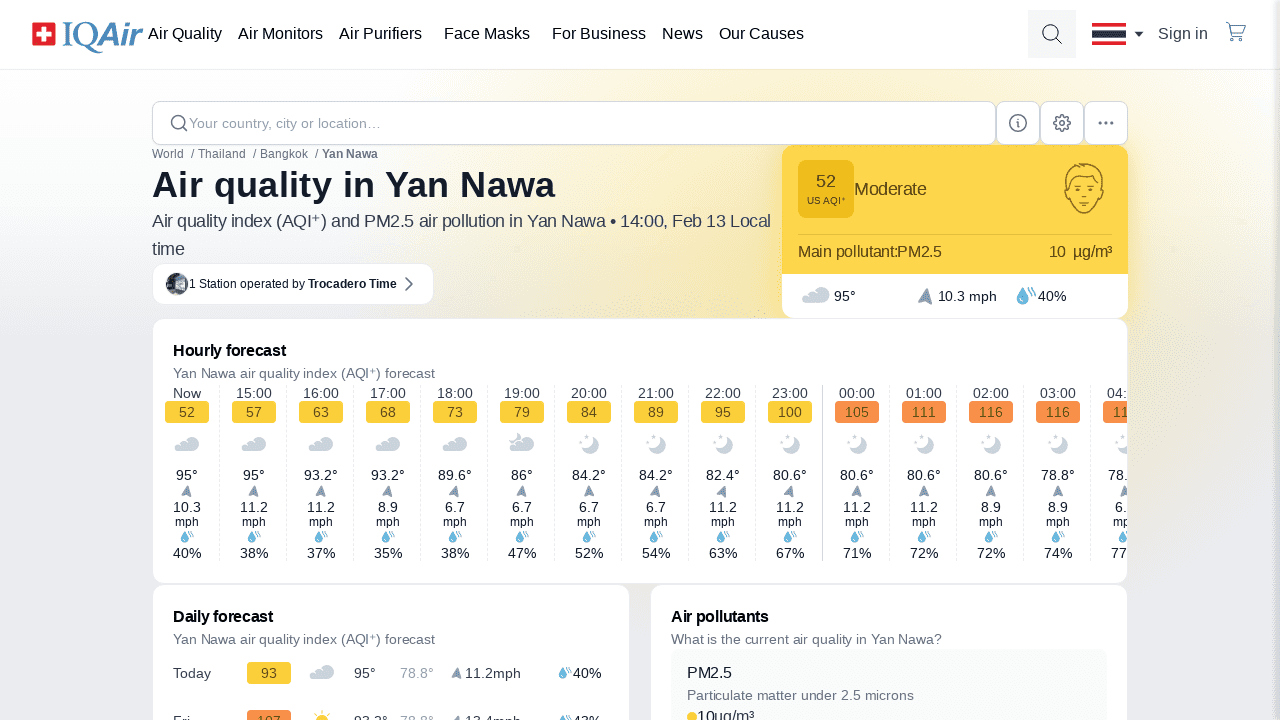 IQAir
Air Quality Air Monitors Air Purifiers Face Masks For Business News Our Causes Sign in
Your country, city or location…
World / Thailand / Bangkok / Yan Nawa
Air quality in Yan Nawa
Air quality index (AQI⁺) and PM2.5 air pollution in Yan Nawa • 14:00, Feb 13 Local
time
1 Station operated by Trocadero Time
52
US AQI⁺
Moderate
Main pollutant:PM2.5 10 µg/m³
95° 10.3 mph 40%
Hourly forecast
Yan Nawa air quality index (AQI⁺) forecast
Now 15:00 16:00 17:00 18:00 19:00 20:00 21:00 22:00 23:00 00:00 01:00 02:00 03:00
52 57 63 68 73 79 84 89 95 100 105 111 116 116
95° 95° 93.2° 93.2° 89.6° 86° 84.2° 84.2° 82.4° 80.6° 80.6° 80.6° 80.6° 78.8°
10.3 11.2 11.2 8.9 6.7 6.7 6.7 6.7 11.2 11.2 11.2 11.2 8.9 8.9
mph mph mph mph mph mph mph mph mph mph mph mph mph mph
40% 38% 37% 35% 38% 47% 52% 54% 63% 67% 71% 72% 72% 74%
Daily forecast
Yan Nawa air quality index (AQI⁺) forecast
Today 93 95° 78.8° 11.2mph 40%
Fri 107 93.2° 78.8° 13.4mph 43%
Air pollutants
What is the current air quality in Yan Nawa?
PM2.5
Particulate matter under 2.5 microns
10µg/m³